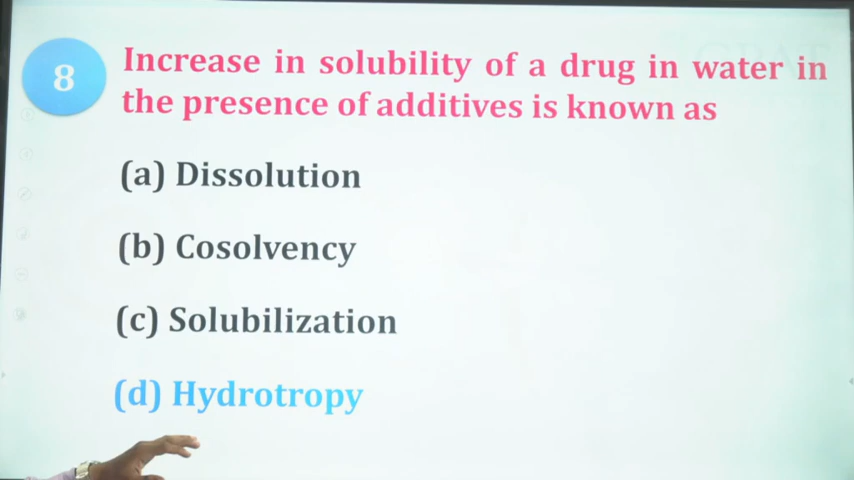 8
Increase in solubility of a drug in water in
the presence of additives is known as
(a) Dissolution
(b) Cosolvency
(c) Solubilization
(d) Hydrotropy